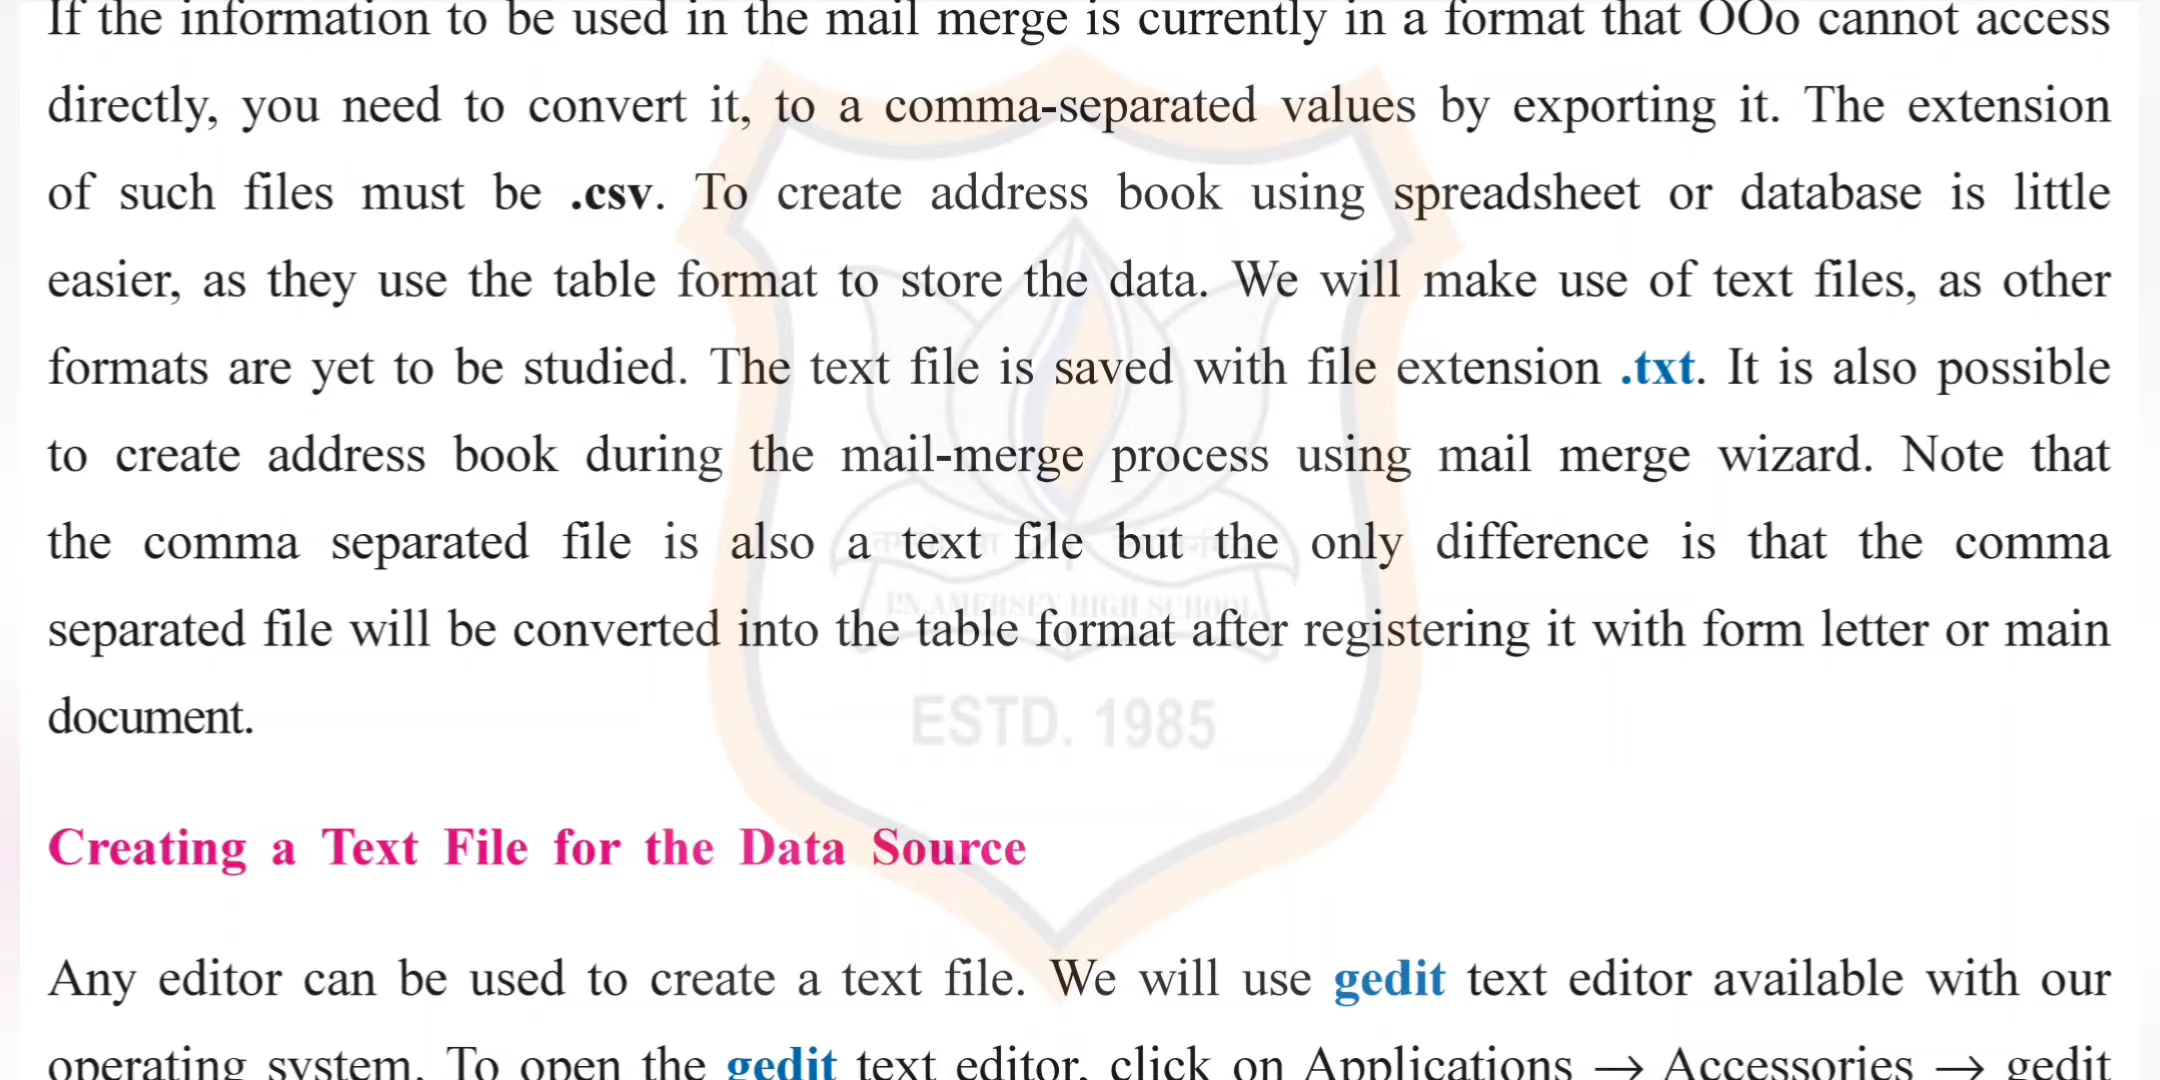 If the information to be used in the mail merge is currently in a format that OOo cannot access
directly, you need to convert it, to a comma-separated values by exporting it. The extension
of such files must be .csv. To create address book using spreadsheet or database is little
easier, as they use the table format to store the data. We will make use of text files, as other
formats are yet to be studied. The text file is saved with file extension .txt. It is also possible
to create address book during the mail-merge process using mail merge wizard. Note that
the comma separated file is also a text file but the only difference is that the comma
separated file will be converted into the table format after registering it with form letter or main
document.
HIGH SCHOOL
ESTD. 1985
Creating a Text File for the Data Source
Any editor can be used to create a text file. We will use gedit text editor available with our
operating system. To open the gedit text editor, click on Applications → Accessories → gedit